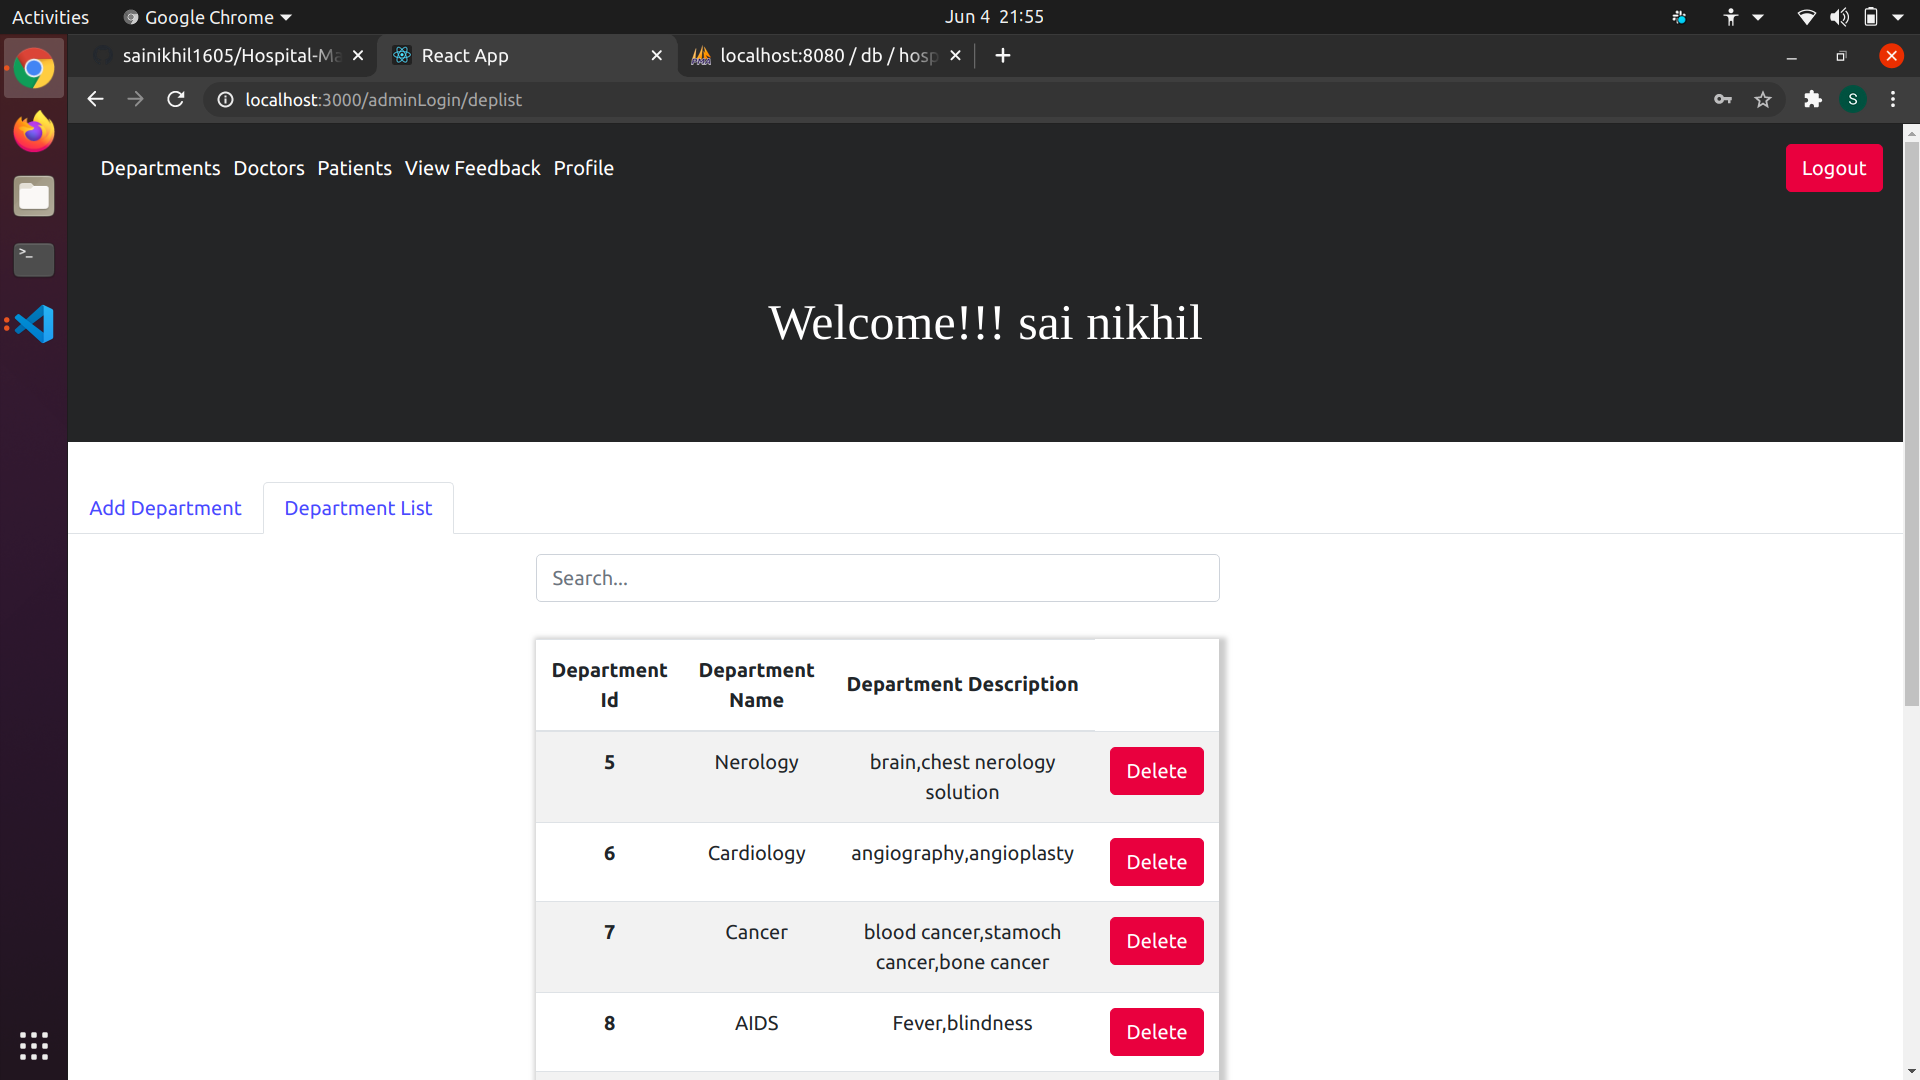 Activities Google Chrome Jun 4 21:55
sainikhil1605/Hospital-Ma React App localhost:8080 / db / hosp
localhost:3000/adminLogin/deplist S
Departments Doctors Patients View Feedback Profile Logout
Welcome!!! sai nikhil
Add Department Department List
Search...
Department Id Department Name Department Description
5 Nerology brain,chest nerology solution Delete
6 Cardiology angiography,angioplasty Delete
7 Cancer blood cancer,stamoch cancer,bone cancer Delete
8 AIDS Fever,blindness Delete